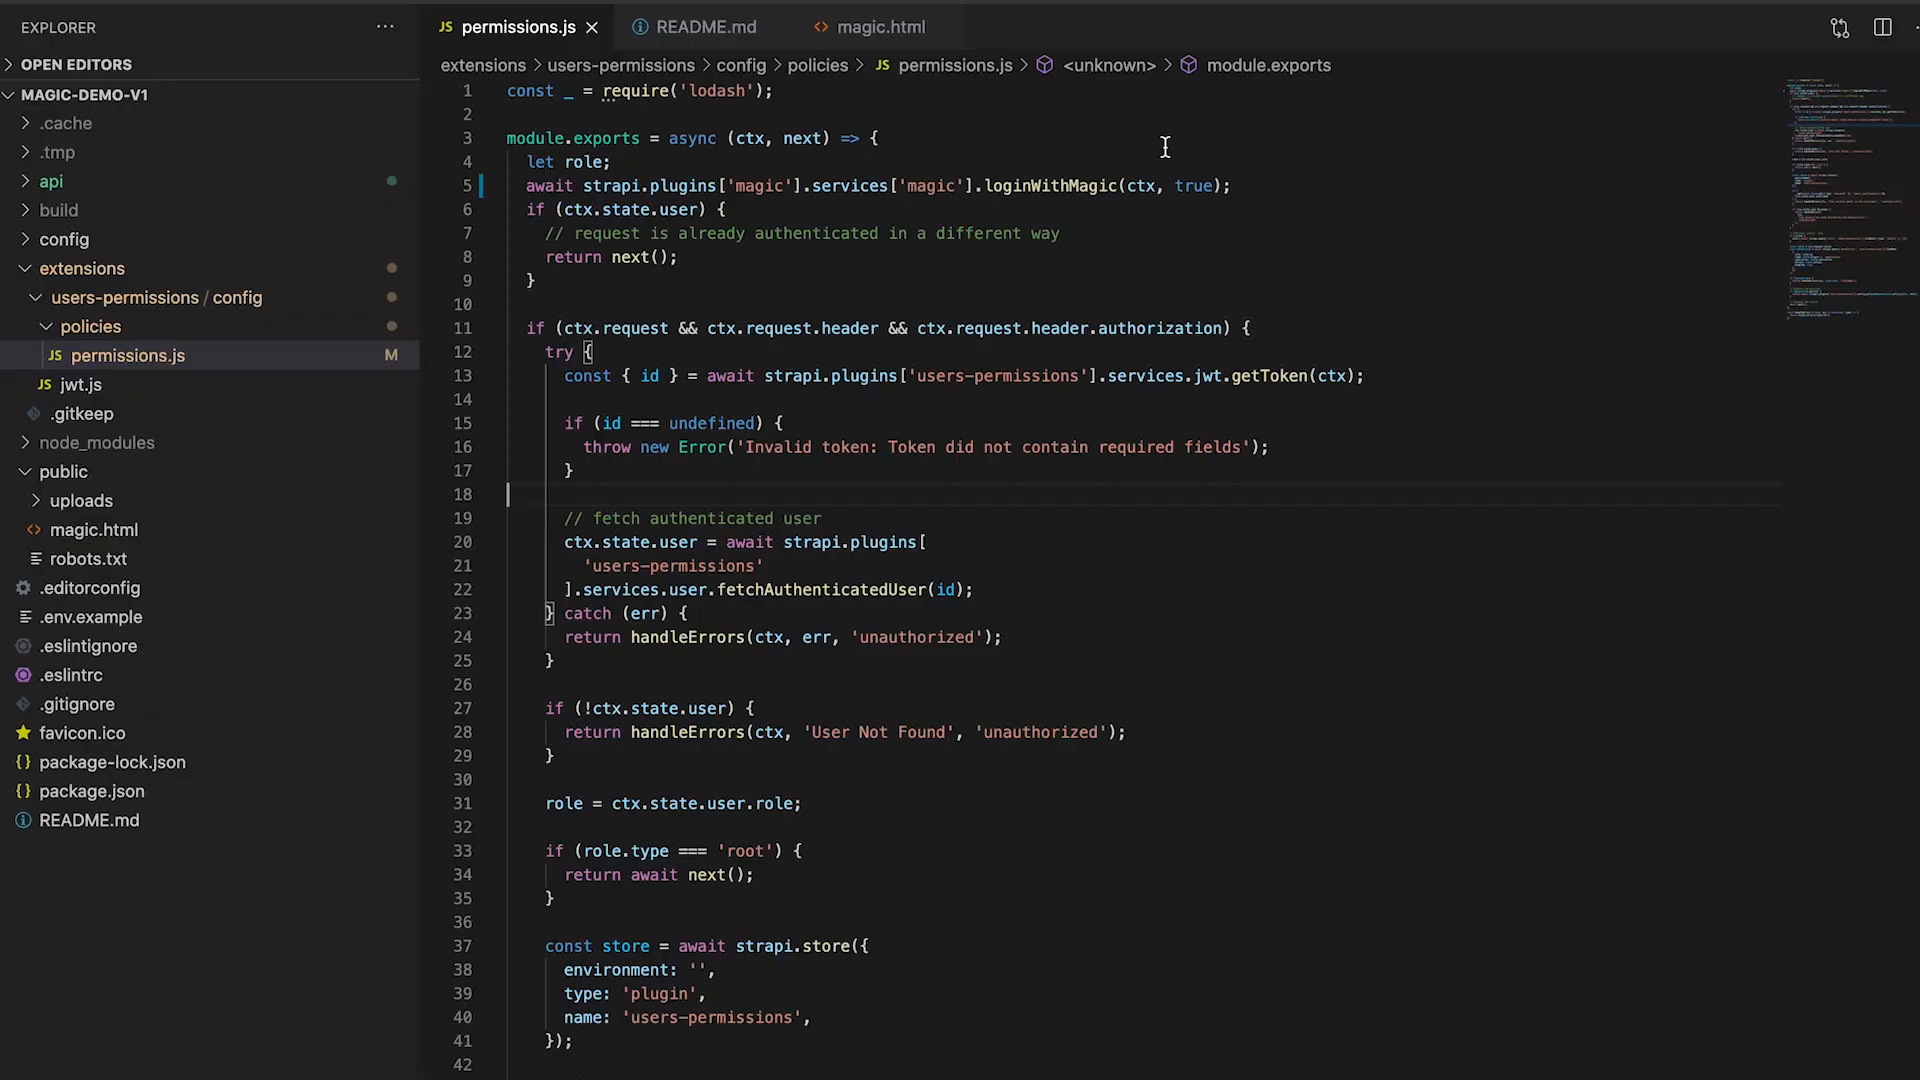 EXPLORER
OPEN EDITORS
MAGIC-DEMO-V1
.cache
.tmp
api
build
config
extensions
users-permissions / config
policies
permissions.js M
jwt.js
.gitkeep
node_modules
public
uploads
magic.html
robots.txt
.editorconfig
.env.example
.eslintignore
.eslintrc
.gitignore
favicon.ico
package-lock.json
package.json
README.md
JS permissions.js × README.md magic.html
extensions > users-permissions > config > policies > JS permissions.js > <unknown> > module.exports
1 const _ = require('lodash');
2
3 module.exports = async (ctx, next) => {
4 let role;
5 await strapi.plugins['magic'].services['magic'].loginWithMagic(ctx, true);
6 if (ctx.state.user) {
7 // request is already authenticated in a different way
8 return next();
9 }
10
11 if (ctx.request && ctx.request.header && ctx.request.header.authorization) {
12 try {
13 const { id } = await strapi.plugins['users-permissions'].services.jwt.getToken(ctx);
14
15 if (id === undefined) {
16 throw new Error('Invalid token: Token did not contain required fields');
17 }
18
19 // fetch authenticated user
20 ctx.state.user = await strapi.plugins[
21 'users-permissions'
22 ].services.user.fetchAuthenticatedUser(id);
23 } catch (err) {
24 return handleErrors(ctx, err, 'unauthorized');
25 }
26
27 if (!ctx.state.user) {
28 return handleErrors(ctx, 'User Not Found', 'unauthorized');
29 }
30
31 role = ctx.state.user.role;
32
33 if (role.type === 'root') {
34 return await next();
35 }
36
37 const store = await strapi.store({
38 environment: '',
39 type: 'plugin',
40 name: 'users-permissions',
41 });
42